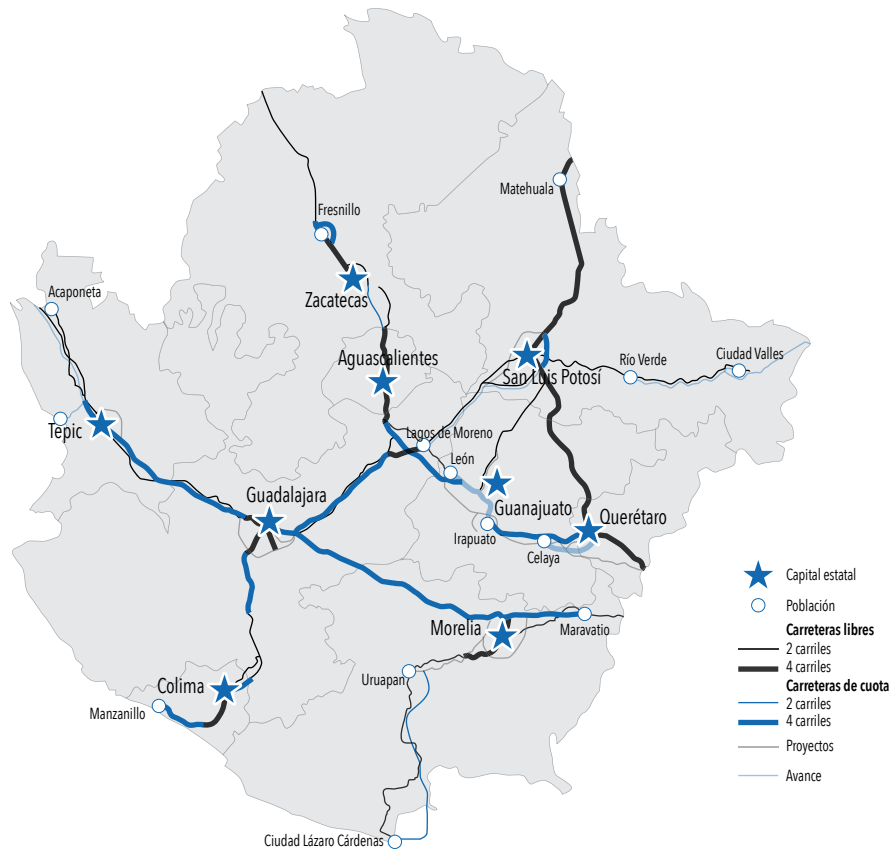 Matehuala
Fresnillo
Zacatecas
Acaponeta
Aguascalientes
San Luis Potosí
Río Verde
Ciudad Valles
Tepic
Lagos de Moreno
León
Guadalajara
Guanajuato
Querétaro
Irapuato
Celaya
Morelia
Maravatio
Uruapan
Colima
Manzanillo
Ciudad Lázaro Cárdenas
Capital estatal
Población
Carreteras libres
2 carriles
4 carriles
Carreteras de cuota
2 carriles
4 carriles
Proyectos
Avance